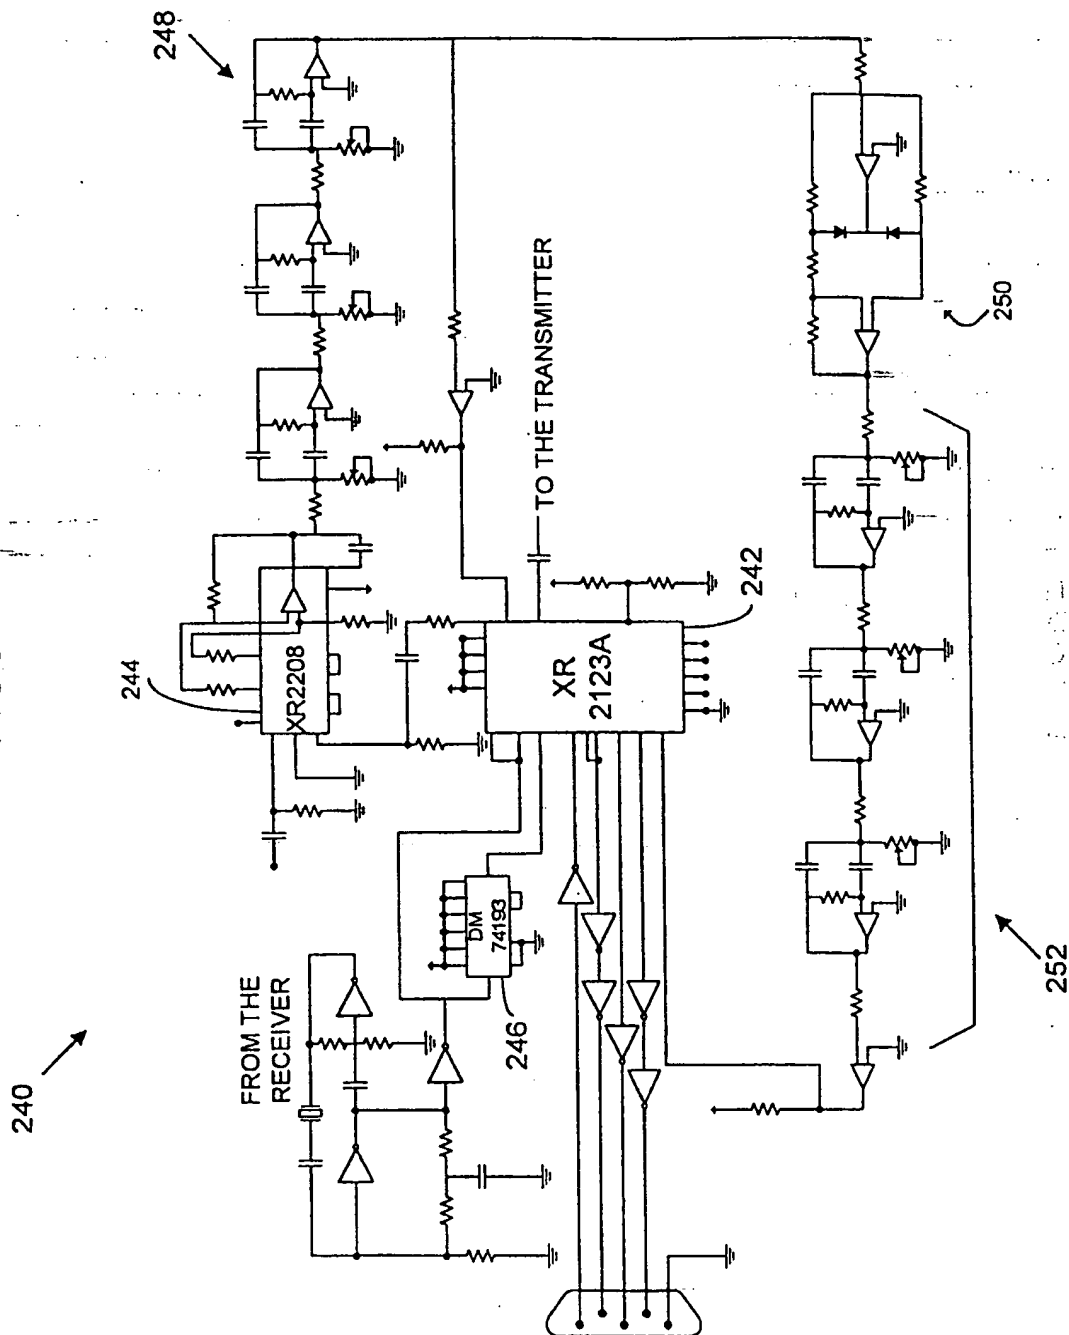 240
FROM THE
RECEIVER
246
DM
74193
244
XR2208
248
XR
2123A
242
TO THE TRANSMITTER
250
252